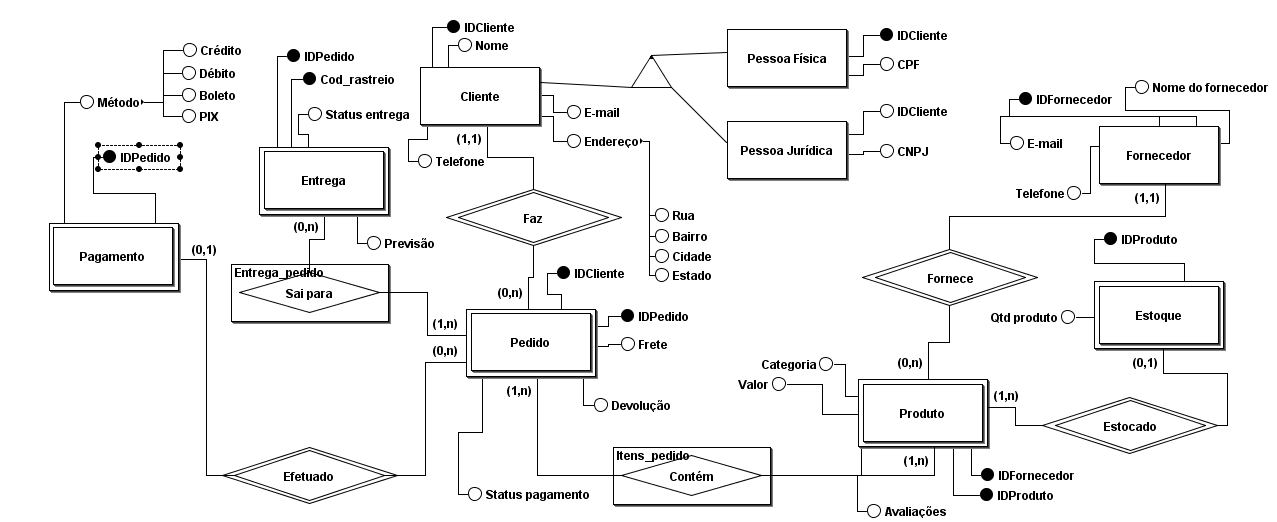 IDCliente
Nome
Crédito
IDPedido
Débito
Cod_rastreio
Método
Boleto
PIX
Status entrega
IDPedido
Entrega
Cliente
(1,1)
Telefone
E-mail
Endereço
Rua
Bairro
Cidade
Estado
Pessoa Física
IDCliente
CPF
Pessoa Jurídica
IDCliente
CNPJ
Nome do fornecedor
IDFornecedor
E-mail
Fornecedor
Telefone
(1,1)
Pagamento
(0,1)
(0,n)
Previsão
Faz
Entrega_pedido
Sai para
(0,n)
IDCliente
(1,n)
(0,n)
Pedido
IDPedido
Frete
(1,n)
Devolução
Status pagamento
Efetuado
Itens_pedido
Contém
Fornece
(0,n)
IDProduto
Qtd produto
Estoque
(0,1)
Categoria
Valor
Produto
(1,n)
(1,n)
Estocado
IDFornecedor
IDProduto
Avaliações